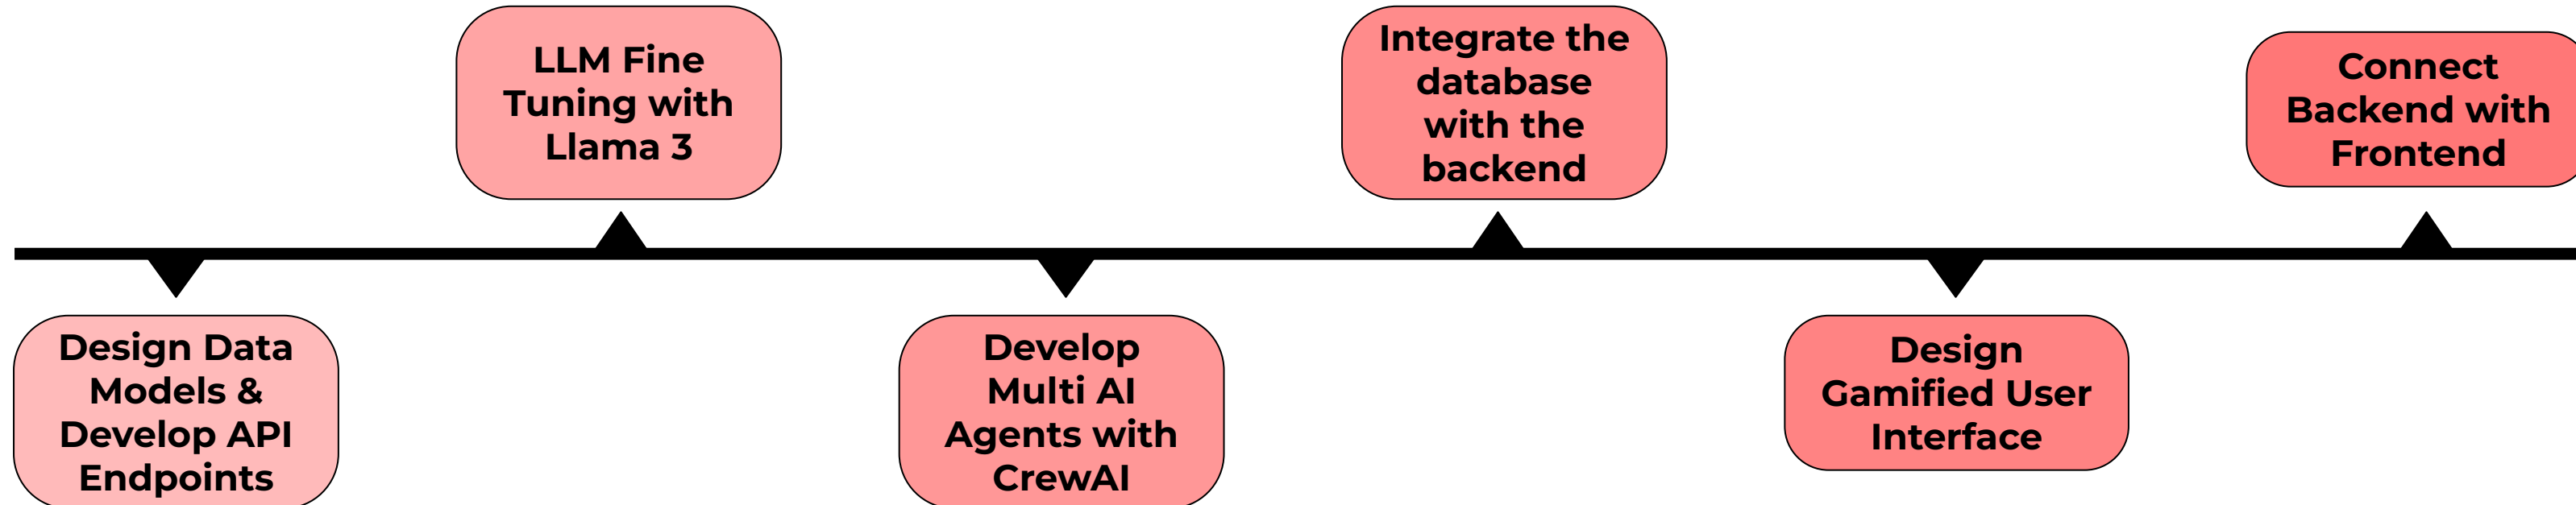 Design Data
Models &
Develop API
Endpoints
LLM Fine
Tuning with
Llama 3
Develop
Multi AI
Agents with
CrewAI
Integrate the
database
with the
backend
Design
Gamified User
Interface
Connect
Backend with
Frontend